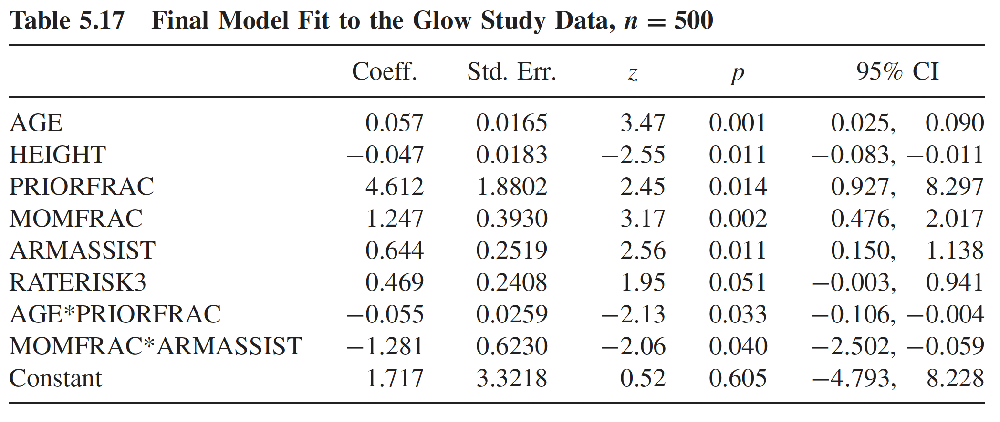 Table 5.17 Final Model Fit to the Glow Study Data, n = 500
Coeff. Std. Err. z p 95% CI
AGE 0.057 0.0165 3.47 0.001 0.025, 0.090
HEIGHT −0.047 0.0183 −2.55 0.011 −0.083, −0.011
PRIORFRAC 4.612 1.8802 2.45 0.014 0.927, 8.297
MOMFRAC 1.247 0.3930 3.17 0.002 0.476, 2.017
ARMASSIST 0.644 0.2519 2.56 0.011 0.150, 1.138
RATERISK3 0.469 0.2408 1.95 0.051 −0.003, 0.941
AGE*PRIORFRAC −0.055 0.0259 −2.13 0.033 −0.106, −0.004
MOMFRAC*ARMASSIST −1.281 0.6230 −2.06 0.040 −2.502, −0.059
Constant 1.717 3.3218 0.52 0.605 −4.793, 8.228